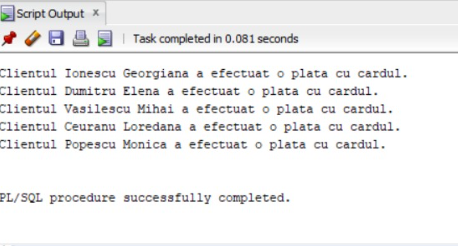 Script Output x
Task completed in 0.081 seconds
Clientul Ionescu Georgiana a efectuat o plata cu cardul.
Clientul Dumitru Elena a efectuat o plata cu cardul.
Clientul Vasilescu Mihai a efectuat o plata cu cardul.
Clientul Ceuranu Loredana a efectuat o plata cu cardul.
Clientul Popescu Monica a efectuat o plata cu cardul.
PL/SQL procedure successfully completed.